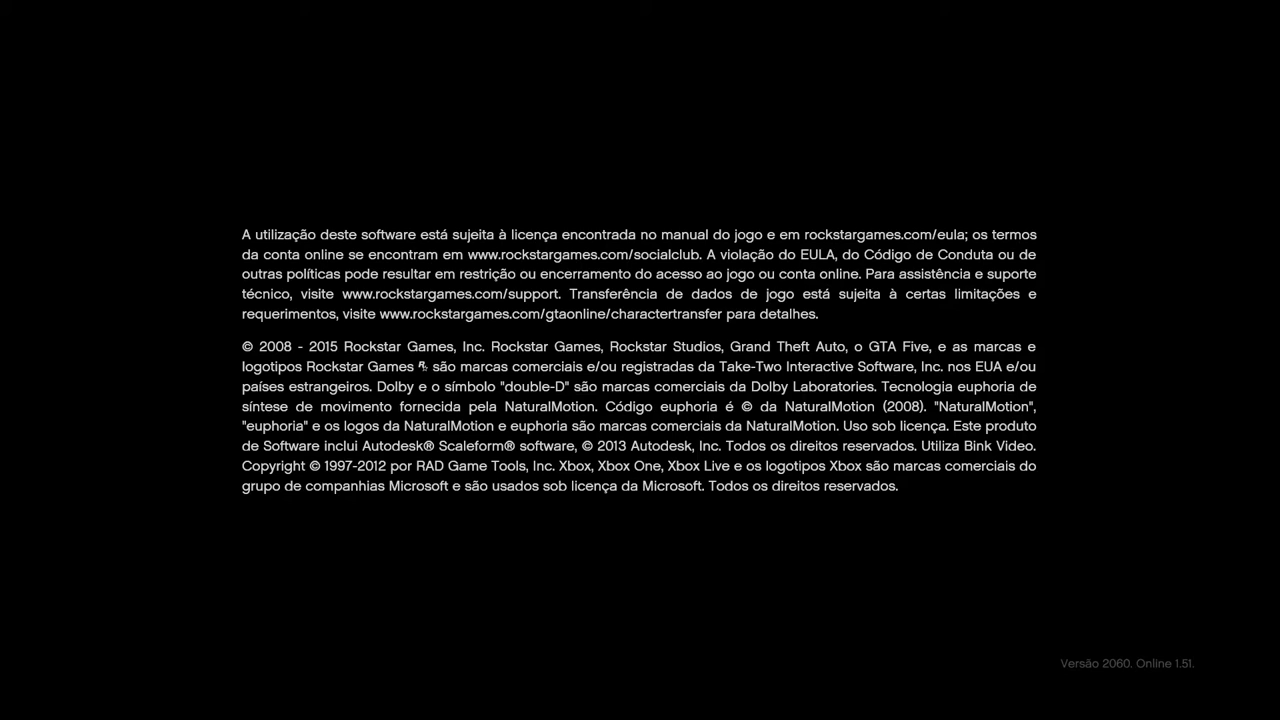 A utilização deste software está sujeita à licença encontrada no manual do jogo e em rockstargames.com/eula; os termos
da conta online se encontram em www.rockstargames.com/socialclub. A violação do EULA, do Código de Conduta ou de
outras políticas pode resultar em restrição ou encerramento do acesso ao jogo ou conta online. Para assistência e suporte
técnico, visite www.rockstargames.com/support. Transferência de dados de jogo está sujeita à certas limitações e
requerimentos, visite www.rockstargames.com/gtaonline/charactertransfer para detalhes.
© 2008 - 2015 Rockstar Games, Inc. Rockstar Games, Rockstar Studios, Grand Theft Auto, o GTA Five, e as marcas e
logotipos Rockstar Games R* são marcas comerciais e/ou registradas da Take-Two Interactive Software, Inc. nos EUA e/ou
países estrangeiros. Dolby e o símbolo "double-D" são marcas comerciais da Dolby Laboratories. Tecnologia euphoria de
síntese de movimento fornecida pela NaturalMotion. Código euphoria é © da NaturalMotion (2008). "NaturalMotion",
"euphoria" e os logos da NaturalMotion e euphoria são marcas comerciais da NaturalMotion. Uso sob licença. Este produto
de Software inclui Autodesk® Scaleform® software, © 2013 Autodesk, Inc. Todos os direitos reservados. Utiliza Bink Video.
Copyright © 1997-2012 por RAD Game Tools, Inc. Xbox, Xbox One, Xbox Live e os logotipos Xbox são marcas comerciais do
grupo de companhias Microsoft e são usados sob licença da Microsoft. Todos os direitos reservados.
Versão 2060. Online 1.51.